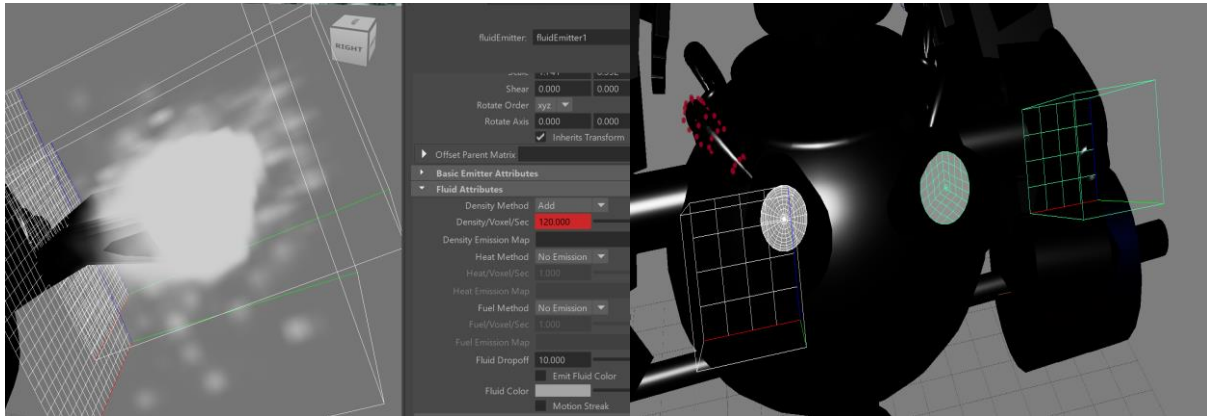 RIGHT
fluidEmitter: fluidEmitter1
Shear 0.000 0.000
Rotate Order xyz
Rotate Axis 0.000 0.000
Inherits Transform
Offset Parent Matrix
Basic Emitter Attributes
Fluid Attributes
Density Method Add
Density/Voxel/Sec 120.000
Density Emission Map
Heat Method No Emission
Heat/Voxel/Sec 1.000
Heat Emission Map
Fuel Method No Emission
Fuel/Voxel/Sec 1.000
Fuel Emission Map
Fluid Dropoff 10.000
Emit Fluid Color
Fluid Color
Motion Streak